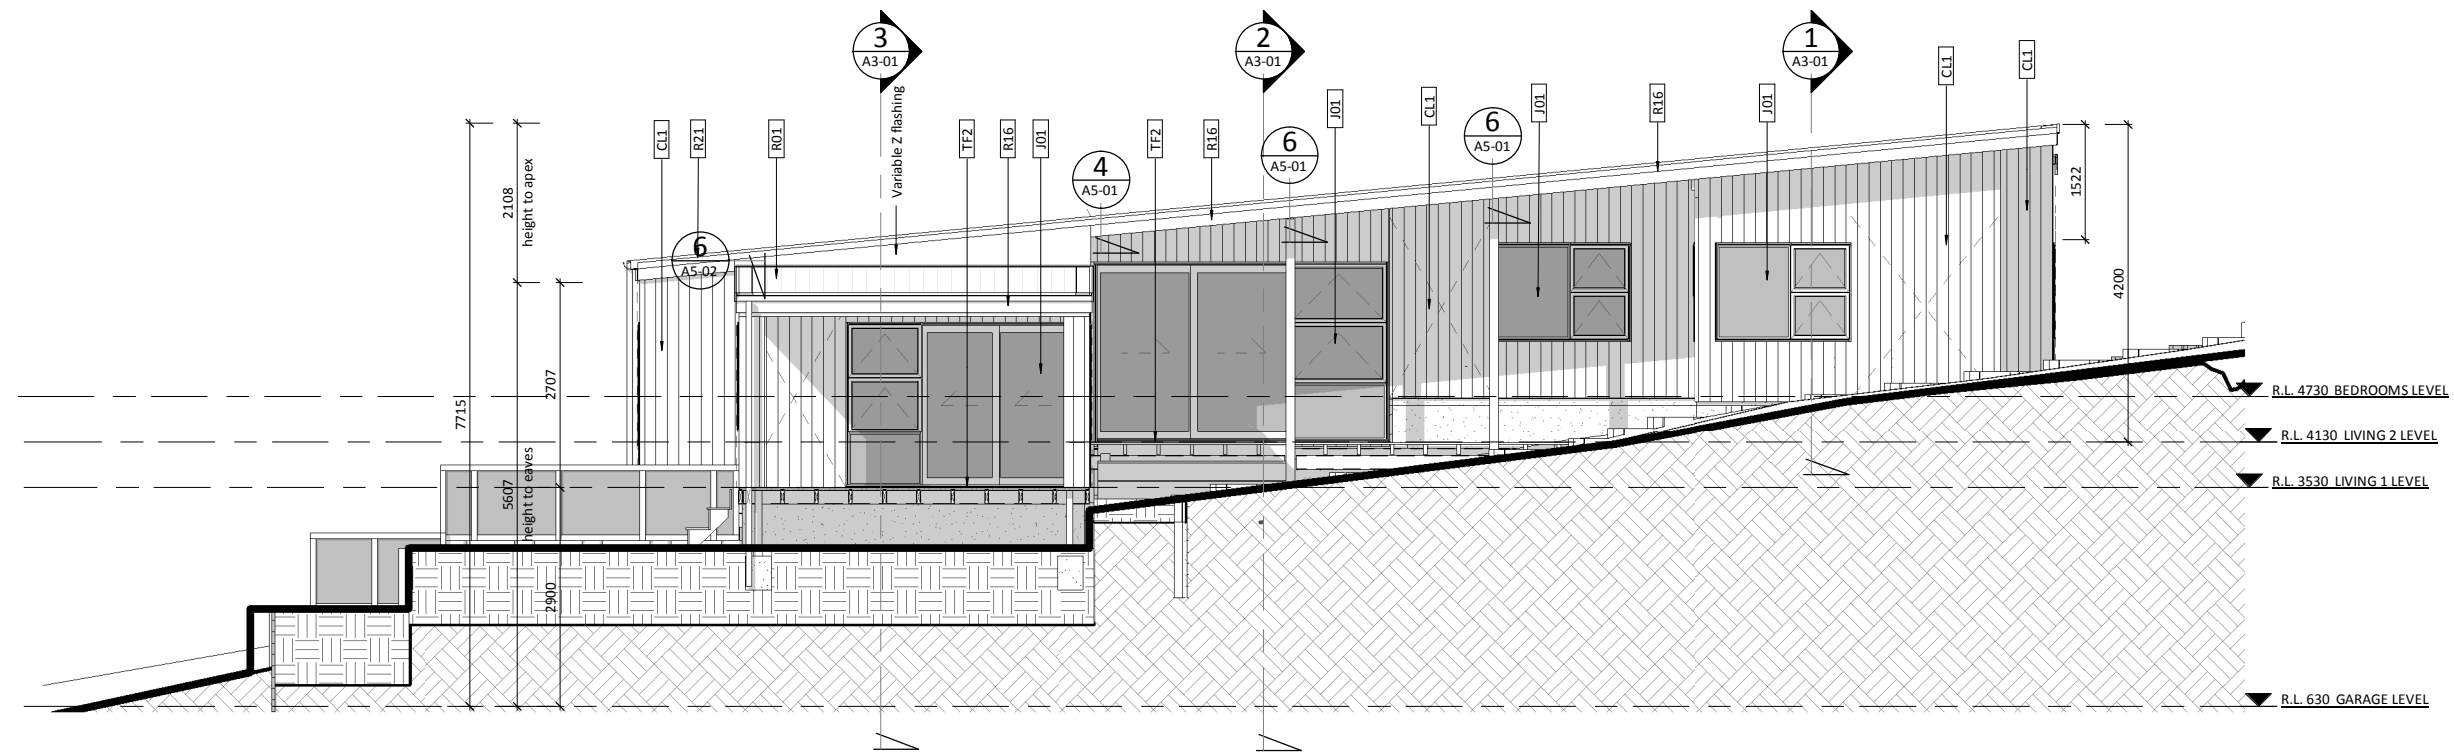 3
A3-01
2
A3-01
1
A3-01
CL1
R21
R01
Variable Z flashing
TF2
R16
J01
TF2
R16
J01
CL1
J01
R16
J01
CL1
CL1
4
A5-01
6
A5-01
6
A5-01
6
A5-02
2108
height to apex
7715
5607
height to eaves
2707
2900
1522
4200
R.L. 4730 BEDROOMS LEVEL
R.L. 4130 LIVING 2 LEVEL
R.L. 3530 LIVING 1 LEVEL
R.L. 630 GARAGE LEVEL